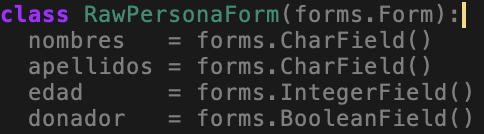 class RawPersonaForm(forms.Form):
  nombres   = forms.CharField()
  apellidos = forms.CharField()
  edad      = forms.IntegerField()
  donador   = forms.BooleanField()